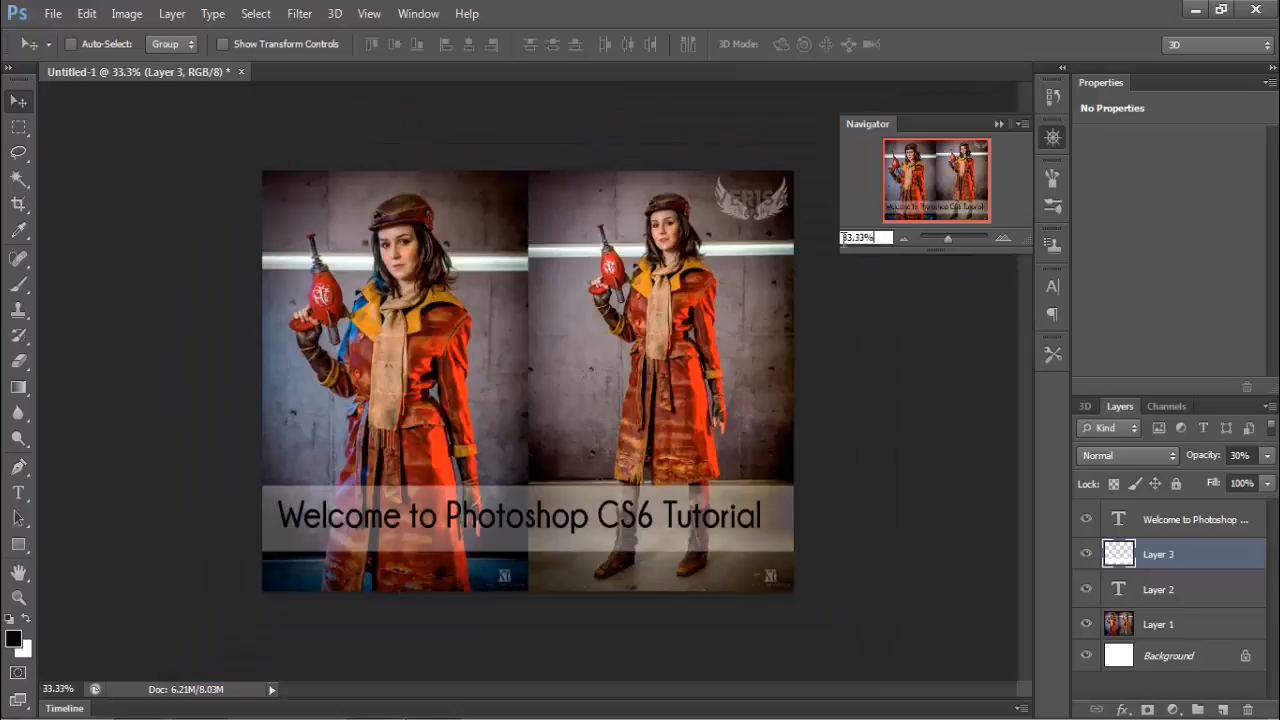 Ps File Edit Image Layer Type Select Filter 3D View Window Help
Auto-Select: Group Show Transform Controls 3D Mode: 3D
Untitled-1 @ 33.3% (Layer 3, RGB/8) *
Navigator
33.33%
Properties
No Properties
ERIS
Welcome to Photoshop CS6 Tutorial
3D Layers Channels
Kind
Normal Opacity: 30%
Lock: Fill: 100%
Welcome to Photoshop ...
Layer 3
Layer 2
Layer 1
Background
33.33% Doc: 6.21M/8.03M
Timeline